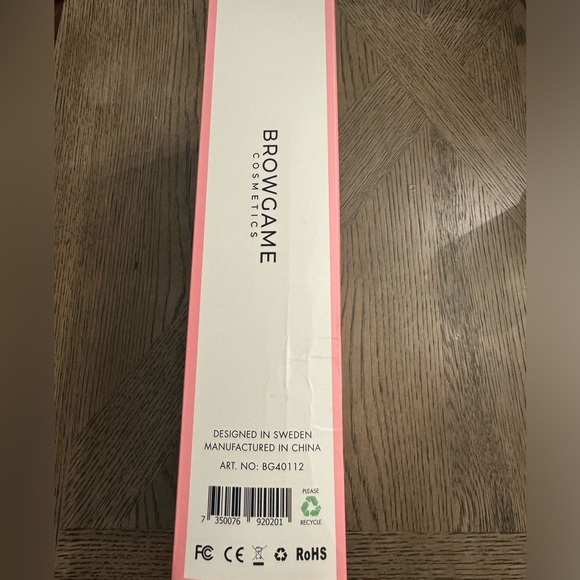 BROWGAME
COSMETICS
DESIGNED IN SWEDEN
MANUFACTURED IN CHINA
ART. NO: BG40112
7 350076 920201
PLEASE
RECYCLE
FC CE RoHS